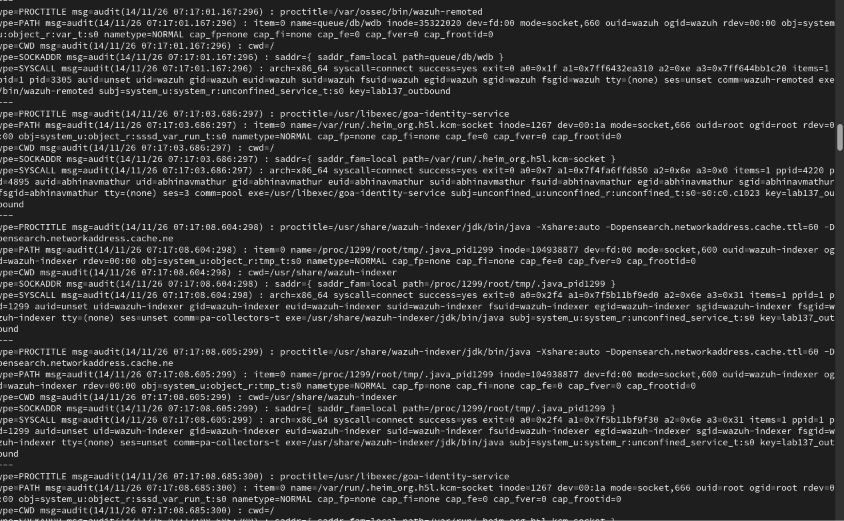 ype=PROCTITLE msg=audit(14/11/26 07:17:01.167:296) : proctitle=/var/ossec/bin/wazuh-remoted
ype=PATH msg=audit(14/11/26 07:17:01.167:296) : item=0 name=queue/db/wdb inode=35322020 dev=fd:00 mode=socket,660 ouid=wazuh ogid=wazuh rdev=00:00 obj=system
u:object_r:var_t:s0 nametype=NORMAL cap_fp=none cap_fi=none cap_fe=0 cap_fver=0 cap_frootid=0
ype=CWD msg=audit(14/11/26 07:17:01.167:296) : cwd=/
ype=SOCKADDR msg=audit(14/11/26 07:17:01.167:296) : saddr={ saddr_fam=local path=queue/db/wdb }
ype=SYSCALL msg=audit(14/11/26 07:17:01.167:296) : arch=x86_64 syscall=connect success=yes exit=0 a0=0x1f a1=0x7ff6432ea310 a2=0xe a3=0x7ff644bb1c20 items=1
pid=1 pid=3305 auid=unset uid=wazuh gid=wazuh euid=wazuh suid=wazuh fsuid=wazuh egid=wazuh sgid=wazuh fsgid=wazuh tty=(none) ses=unset comm=wazuh-remoted exe
/bin/wazuh-remoted subj=system_u:system_r:unconfined_service_t:s0 key=lab137_outbound
---
ype=PROCTITLE msg=audit(14/11/26 07:17:03.686:297) : proctitle=/usr/libexec/goa-identity-service
ype=PATH msg=audit(14/11/26 07:17:03.686:297) : item=0 name=/var/run/.heim_org.h5l.kcm-socket inode=1267 dev=00:1a mode=socket,666 ouid=root ogid=root rdev=0
:00 obj=system_u:object_r:sssd_var_run_t:s0 nametype=NORMAL cap_fp=none cap_fi=none cap_fe=0 cap_fver=0 cap_frootid=0
ype=CWD msg=audit(14/11/26 07:17:03.686:297) : cwd=/
ype=SOCKADDR msg=audit(14/11/26 07:17:03.686:297) : saddr={ saddr_fam=local path=/var/run/.heim_org.h5l.kcm-socket }
ype=SYSCALL msg=audit(14/11/26 07:17:03.686:297) : arch=x86_64 syscall=connect success=yes exit=0 a0=0x7 a1=0x7f4fa6ffd850 a2=0x6e a3=0x0 items=1 ppid=4220 p
d=4895 auid=abhinavmathur uid=abhinavmathur gid=abhinavmathur euid=abhinavmathur suid=abhinavmathur fsuid=abhinavmathur egid=abhinavmathur sgid=abhinavmathur
fsgid=abhinavmathur tty=(none) ses=3 comm=pool exe=/usr/libexec/goa-identity-service subj=unconfined_u:unconfined_r:unconfined_t:s0-s0:c0.c1023 key=lab137_ou
bound
---
ype=PROCTITLE msg=audit(14/11/26 07:17:08.604:298) : proctitle=/usr/share/wazuh-indexer/jdk/bin/java -Xshare:auto -Dopensearch.networkaddress.cache.ttl=60 -D
pensearch.networkaddress.cache.ne
ype=PATH msg=audit(14/11/26 07:17:08.604:298) : item=0 name=/proc/1299/root/tmp/.java_pid1299 inode=104938877 dev=fd:00 mode=socket,600 ouid=wazuh-indexer og
d=wazuh-indexer rdev=00:00 obj=system_u:object_r:tmp_t:s0 nametype=NORMAL cap_fp=none cap_fi=none cap_fe=0 cap_fver=0 cap_frootid=0
ype=CWD msg=audit(14/11/26 07:17:08.604:298) : cwd=/usr/share/wazuh-indexer
ype=SOCKADDR msg=audit(14/11/26 07:17:08.604:298) : saddr={ saddr_fam=local path=/proc/1299/root/tmp/.java_pid1299 }
ype=SYSCALL msg=audit(14/11/26 07:17:08.604:298) : arch=x86_64 syscall=connect success=yes exit=0 a0=0x2f4 a1=0x7f5b11bf9ed0 a2=0x6e a3=0x31 items=1 ppid=1 p
d=1299 auid=unset uid=wazuh-indexer gid=wazuh-indexer euid=wazuh-indexer suid=wazuh-indexer fsuid=wazuh-indexer egid=wazuh-indexer sgid=wazuh-indexer fsgid=w
zuh-indexer tty=(none) ses=unset comm=pa-collectors-t exe=/usr/share/wazuh-indexer/jdk/bin/java subj=system_u:system_r:unconfined_service_t:s0 key=lab137_out
ound
---
ype=PROCTITLE msg=audit(14/11/26 07:17:08.605:299) : proctitle=/usr/share/wazuh-indexer/jdk/bin/java -Xshare:auto -Dopensearch.networkaddress.cache.ttl=60 -D
pensearch.networkaddress.cache.ne
ype=PATH msg=audit(14/11/26 07:17:08.605:299) : item=0 name=/proc/1299/root/tmp/.java_pid1299 inode=104938877 dev=fd:00 mode=socket,600 ouid=wazuh-indexer og
d=wazuh-indexer rdev=00:00 obj=system_u:object_r:tmp_t:s0 nametype=NORMAL cap_fp=none cap_fi=none cap_fe=0 cap_fver=0 cap_frootid=0
ype=CWD msg=audit(14/11/26 07:17:08.605:299) : cwd=/usr/share/wazuh-indexer
ype=SOCKADDR msg=audit(14/11/26 07:17:08.605:299) : saddr={ saddr_fam=local path=/proc/1299/root/tmp/.java_pid1299 }
ype=SYSCALL msg=audit(14/11/26 07:17:08.605:299) : arch=x86_64 syscall=connect success=yes exit=0 a0=0x2f4 a1=0x7f5b11bf9f30 a2=0x6e a3=0x31 items=1 ppid=1 p
d=1299 auid=unset uid=wazuh-indexer gid=wazuh-indexer euid=wazuh-indexer suid=wazuh-indexer fsuid=wazuh-indexer egid=wazuh-indexer sgid=wazuh-indexer fsgid=w
zuh-indexer tty=(none) ses=unset comm=pa-collectors-t exe=/usr/share/wazuh-indexer/jdk/bin/java subj=system_u:system_r:unconfined_service_t:s0 key=lab137_out
ound
---
ype=PROCTITLE msg=audit(14/11/26 07:17:08.685:300) : proctitle=/usr/libexec/goa-identity-service
ype=PATH msg=audit(14/11/26 07:17:08.685:300) : item=0 name=/var/run/.heim_org.h5l.kcm-socket inode=1267 dev=00:1a mode=socket,666 ouid=root ogid=root rdev=0
:00 obj=system_u:object_r:sssd_var_run_t:s0 nametype=NORMAL cap_fp=none cap_fi=none cap_fe=0 cap_fver=0 cap_frootid=0
ype=CWD msg=audit(14/11/26 07:17:08.685:300) : cwd=/